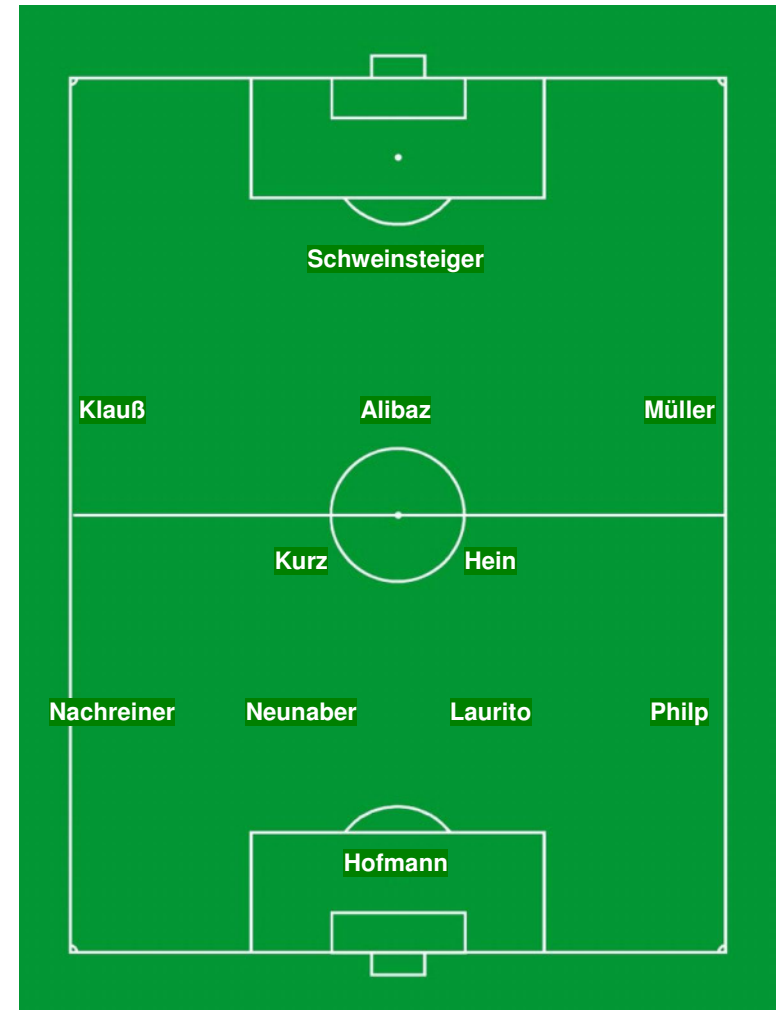 Schweinsteiger
Klauß Alibaz Müller
Kurz Hein
Nachreiner Neunaber Laurito Philp
Hofmann